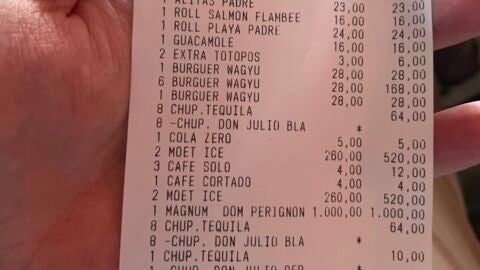 1 ALITAS PADRE 23,00 23,00
1 ROLL SALMON FLAMBEE 16,00 16,00
1 ROLL PLAYA PADRE 24,00 24,00
1 GUACAMOLE 16,00 16,00
2 EXTRA TOTOPOS 3,00 6,00
1 BURGUER WAGYU 28,00 28,00
6 BURGUER WAGYU 28,00 168,00
1 BURGUER WAGYU 28,00 28,00
8 CHUP.TEQUILA 64,00
8 -CHUP. DON JULIO BLA *
1 COLA ZERO 5,00 5,00
2 MOET ICE 260,00 520,00
3 CAFE SOLO 4,00 12,00
1 CAFE CORTADO 4,00 4,00
2 MOET ICE 260,00 520,00
1 MAGNUM DOM PERIGNON 1.000,00 1.000,00
8 CHUP.TEQUILA 64,00
8 -CHUP. DON JULIO BLA *
1 CHUP.TEQUILA 10,00
1 -CHUP. DON JULIO REP *